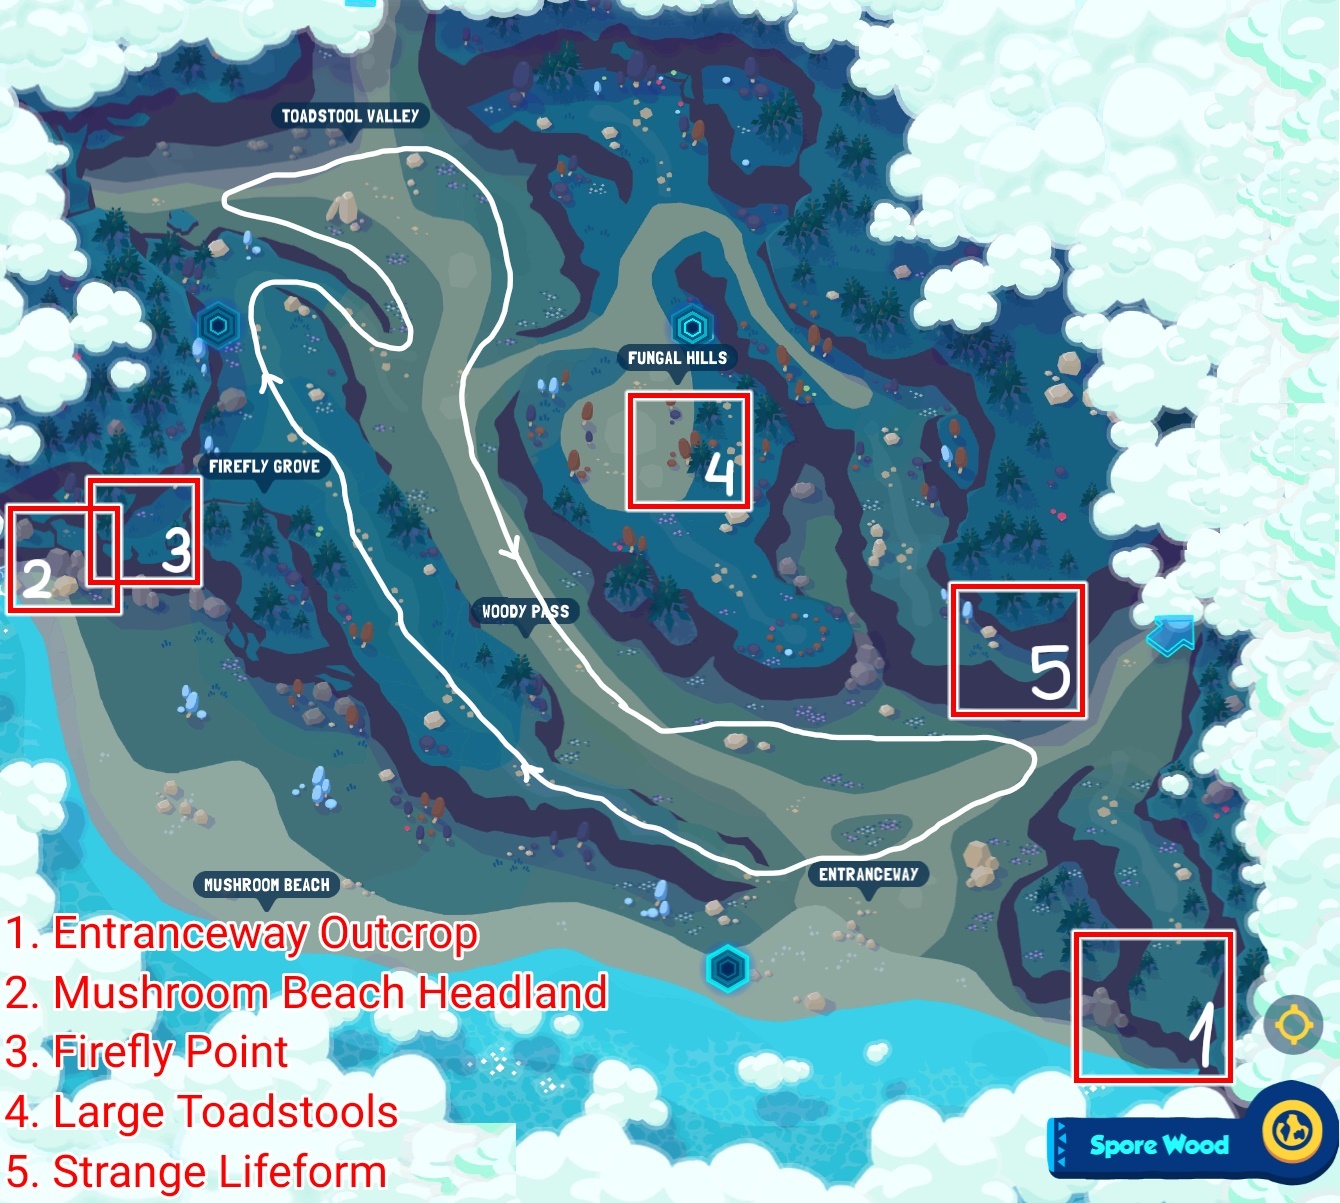 TOADSTOOL VALLEY
FUNGAL HILLS
4
FIREFLY GROVE
3
2
WOODY PASS
5
ENTRANCEWAY
MUSHROOM BEACH
1
1. Entranceway Outcrop
2. Mushroom Beach Headland
3. Firefly Point
4. Large Toadstools
5. Strange Lifeform
Spore Wood